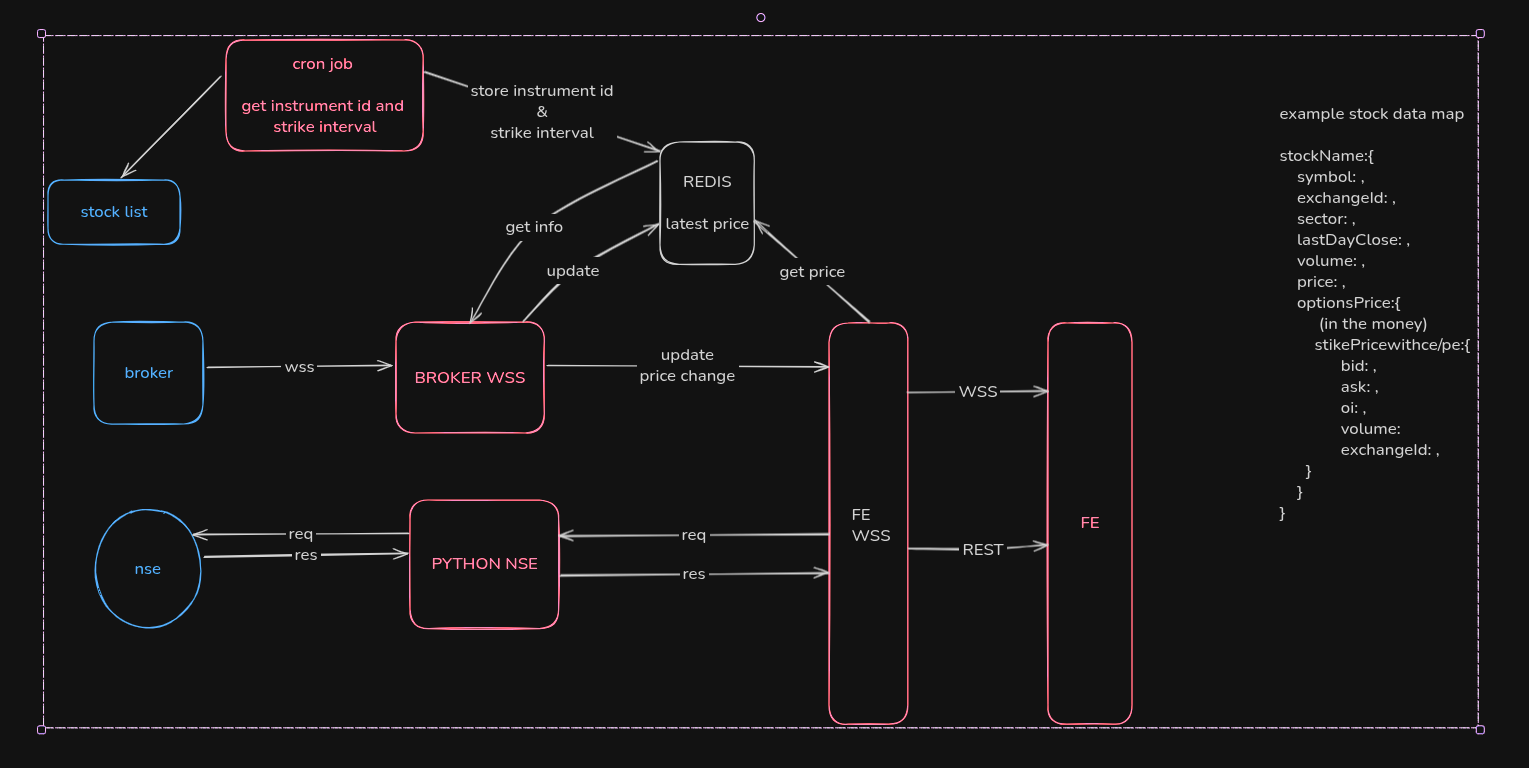 cron job
get instrument id and
strike interval
store instrument id
&
strike interval
stock list
REDIS
latest price
get info
update
get price
broker
wss
BROKER WSS
update
price change
WSS
nse
req
res
PYTHON NSE
req
res
FE
WSS
REST
FE
example stock data map
stockName:{
symbol: ,
exchangeId: ,
sector: ,
lastDayClose: ,
volume: ,
price: ,
optionsPrice:{
(in the money)
stikePricewithce/pe:{
bid: ,
ask: ,
oi: ,
volume:
exchangeId: ,
}
}
}